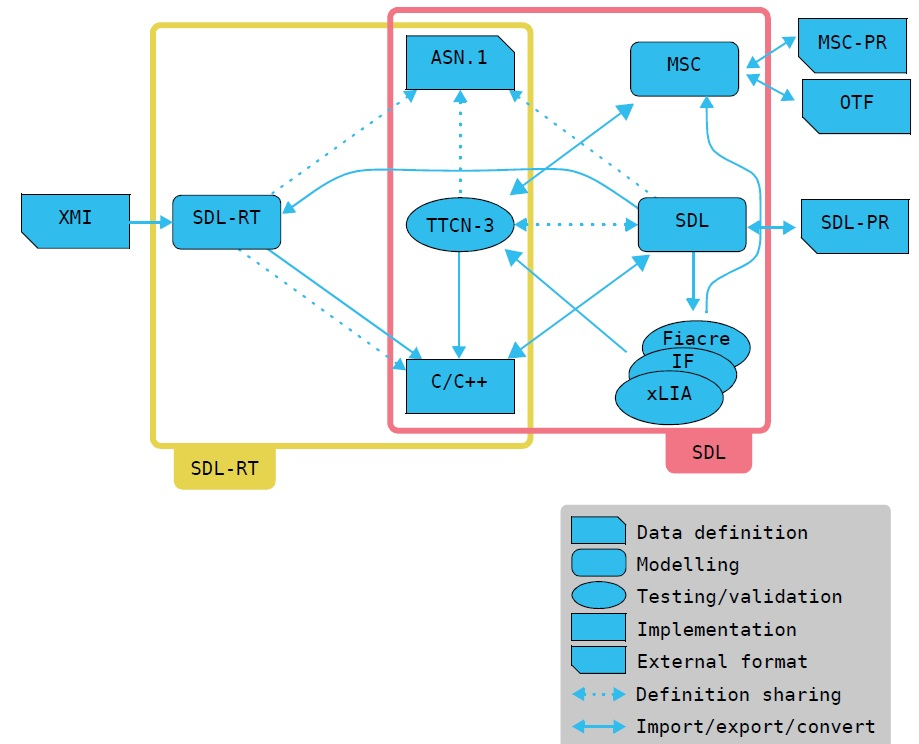 ASN.1
MSC
MSC-PR
OTF
XMI
SDL-RT
TTCN-3
SDL
SDL-PR
Fiacre
IF
xLIA
C/C++
SDL-RT
SDL
Data definition
Modelling
Testing/validation
Implementation
External format
Definition sharing
Import/export/convert